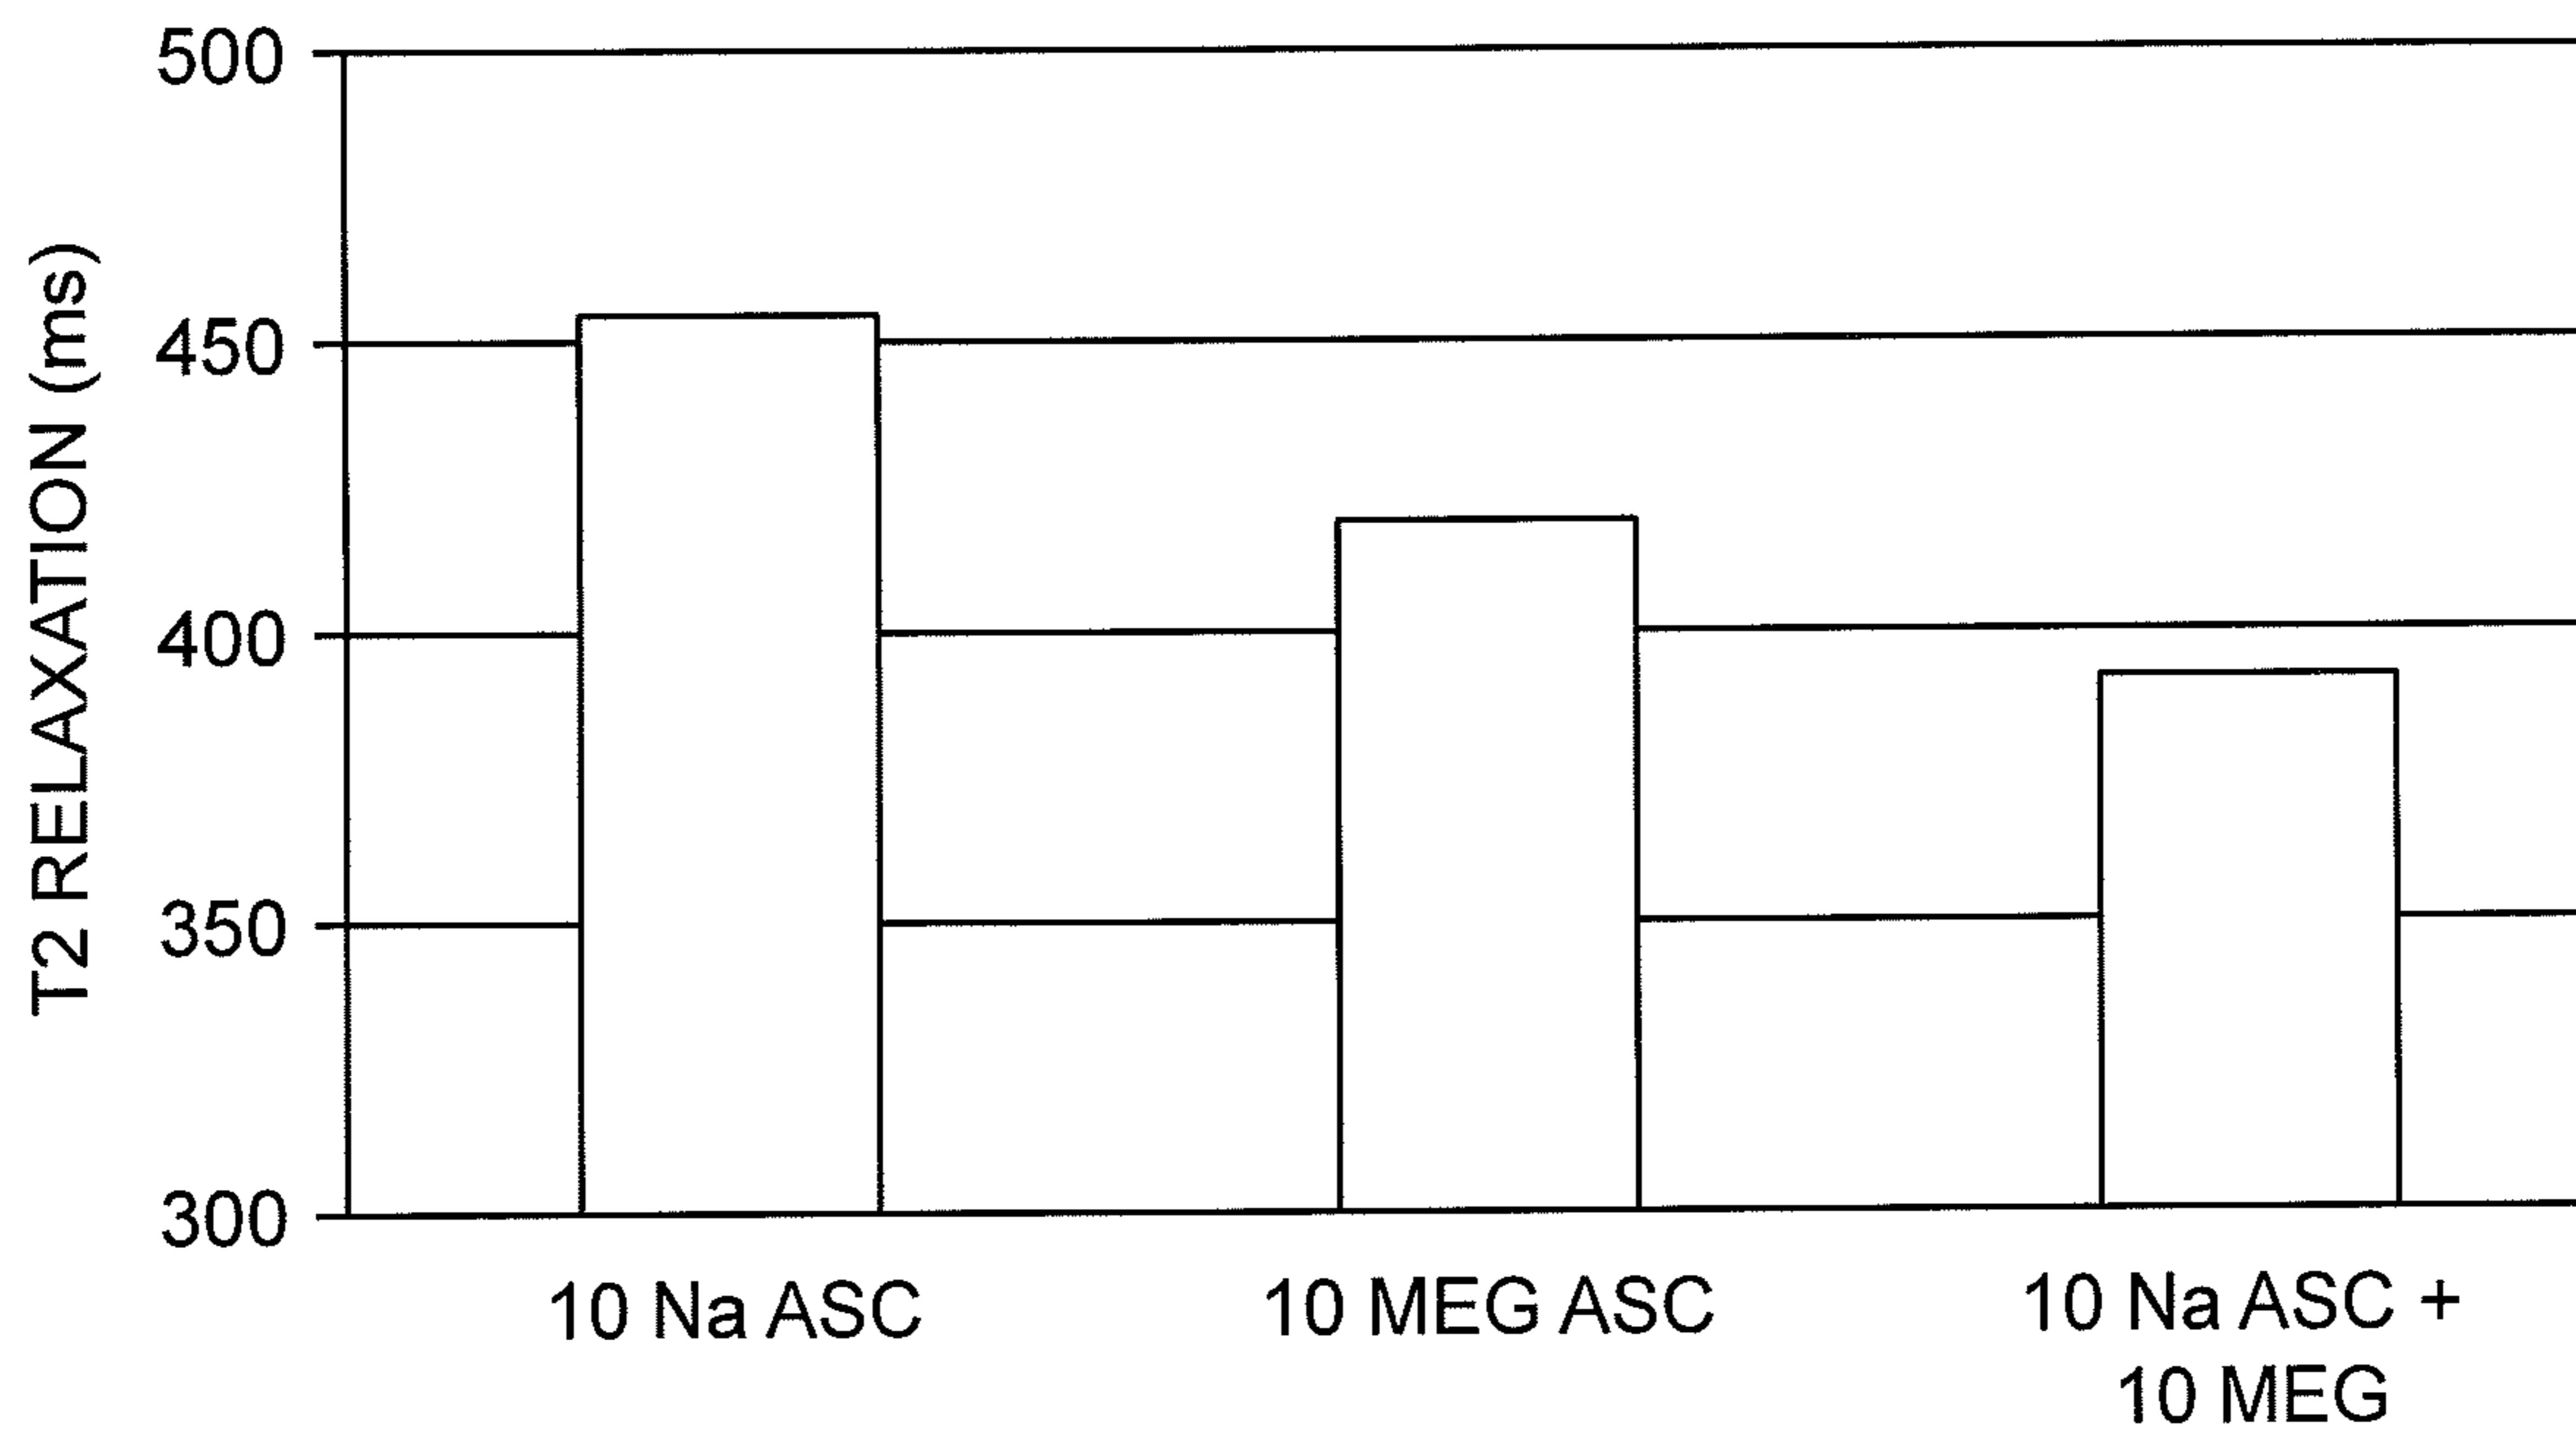 500
450
400
350
300
T2 RELAXATION (ms)
10 Na ASC
10 MEG ASC
10 Na ASC +
10 MEG